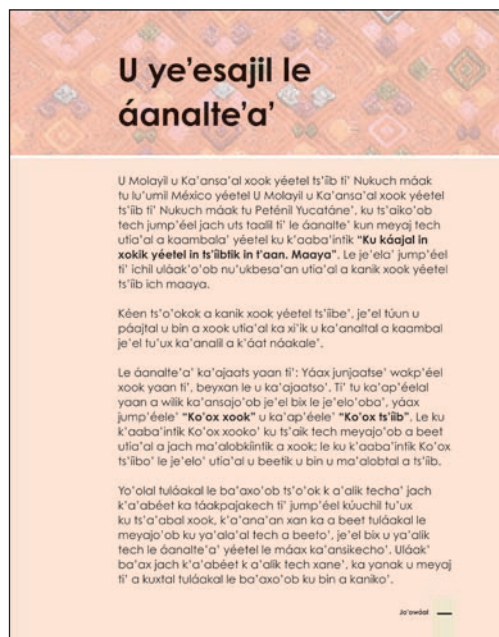 U ye'esajil le
áanalte'a'
U Molayil u Ka'ansa'al xook yéetel ts'íib ti' Nukuch máak
tu lu'umil México yéetel U Molayil u Ka'ansa'al xook yéetel
ts'íib ti' Nukuch máak tu Peténil Yucatáne', ku ts'aiko'ob
tech jump'éel jach uts taalil ti' le áanalte' kun meyaj tech
utia'al a kaambala' yéetel ku k'aaba'intik "Ku káajal in
xokik yéetel in ts'íibtik in t'aan. Maaya". Le je'ela' jump'éel
ti' ichil uláak'o'ob nu'ukbesa'an utia'al a kanik xook yéetel
ts'íib ich maaya.
Kéen ts'o'okok a kanik xook yéetel ts'íibe', je'el túun u
páajtal u bin a xook utia'al ka xi'ik u ka'analtal a kaambal
je'el tu'ux ka'analil a k'áat náakale'.
Le áanalte'a' ka'ajaats yaan ti': Yáax junjaatse' wakp'éel
xook yaan ti', beyxan le u ka'ajaatso'. Ti' tu ka'ap'éelal
yaan a wilik ka'ansajo'ob je'el bix le je'elo'oba', yáax
jump'éele' "Ko'ox xook" u ka'ap'éele' "Ko'ox ts'íib". Le ku
k'aaba'intik Ko'ox xooko' ku ts'aik tech meyajo'ob a beet
utia'al a jach ma'alobkíintik a xook; le ku k'aaba'intik Ko'ox
ts'íibo' le je'elo' utia'al u beetik u bin u ma'alobtal a ts'íib.
Yo'olal tuláakal le ba'axo'ob ts'o'ok k a'alik techa' jach
k'a'abéet ka táakpajakech ti' jump'éel kúuchil tu'ux
ku ts'a'abal xook, k'a'ana'an xan ka a beet tuláakal le
meyajo'ob ku ya'ala'al tech a beeto', je'el bix u ya'alik
tech le áanalte'a' yéetel le máax ka'ansikecho'. Uláak'
ba'ax jach k'a'abéet k a'alik tech xane', ka yanak u meyaj
ti' a kuxtal tuláakal le ba'axo'ob ku bin a kaniko'.
Ja'owáal